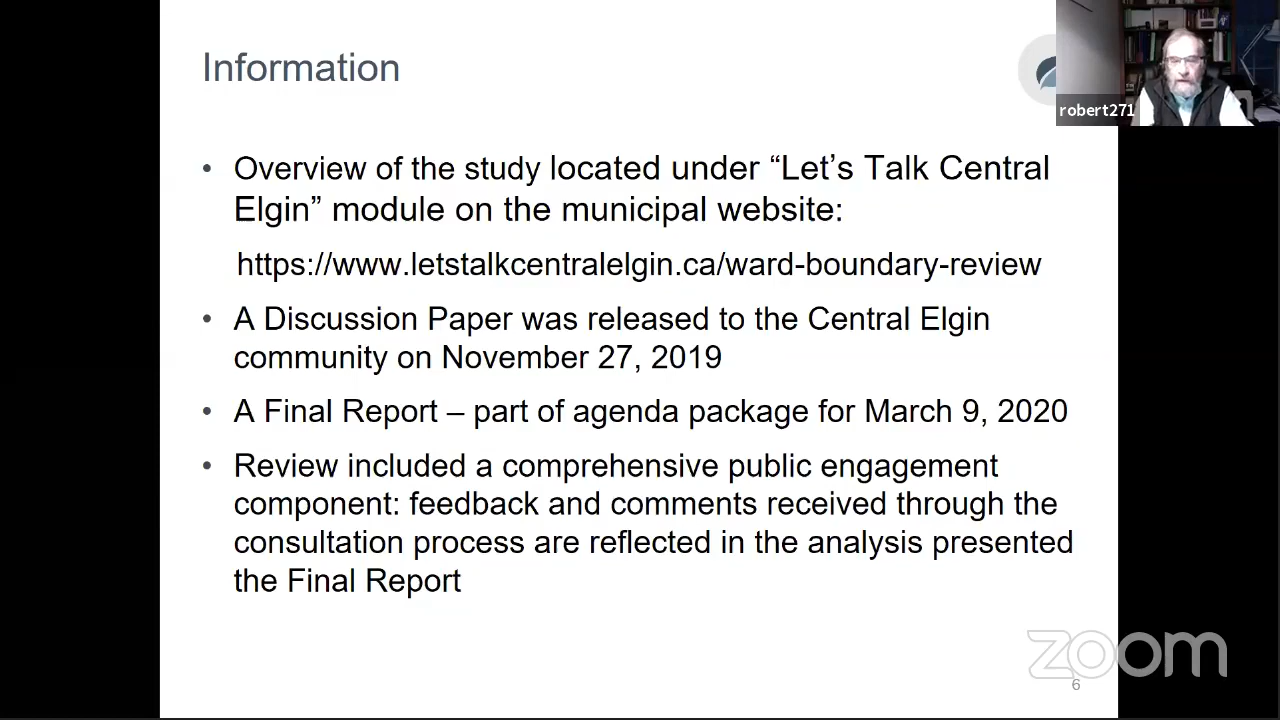 Information
robert271
• Overview of the study located under “Let’s Talk Central
Elgin” module on the municipal website:
https://www.letstalkcentralelgin.ca/ward-boundary-review
• A Discussion Paper was released to the Central Elgin
community on November 27, 2019
• A Final Report – part of agenda package for March 9, 2020
• Review included a comprehensive public engagement
component: feedback and comments received through the
consultation process are reflected in the analysis presented
the Final Report
zoom
6